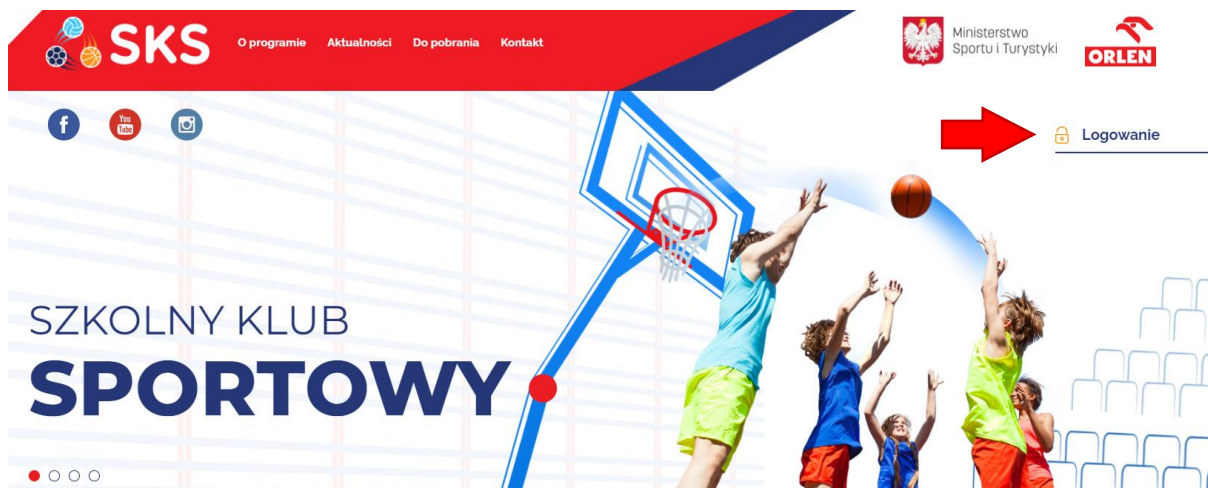 SKS
O programie Aktualności Do pobrania Kontakt
Ministerstwo
Sportu i Turystyki
ORLEN
f
You
Tube
Logowanie
SZKOLNY KLUB
SPORTOWY